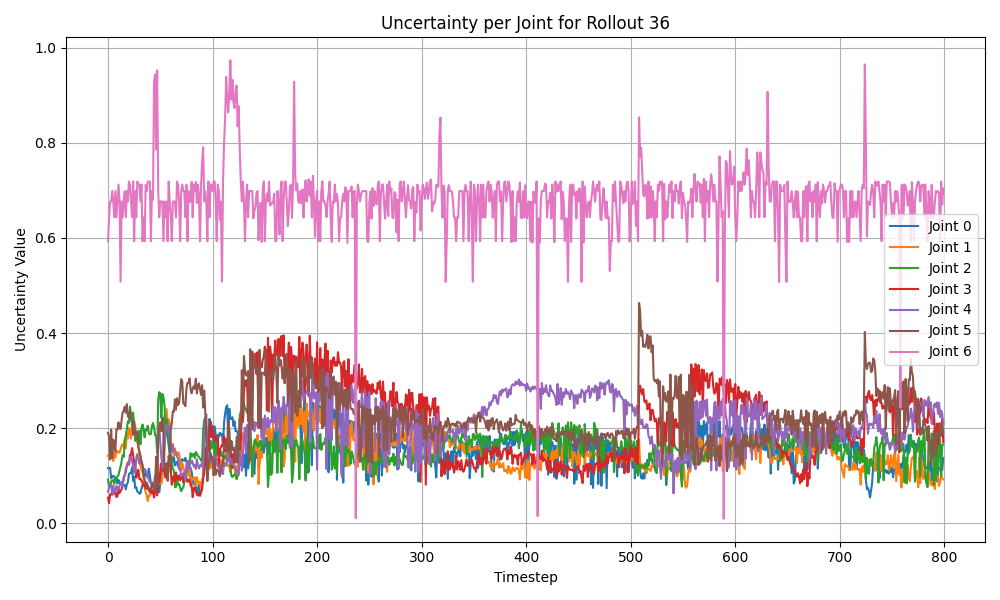 Uncertainty per Joint for Rollout 36
Uncertainty Value
1.0
0.8
0.6
0.4
0.2
0.0
Joint 0
Joint 1
Joint 2
Joint 3
Joint 4
Joint 5
Joint 6
0 100 200 300 400 500 600 700 800
Timestep